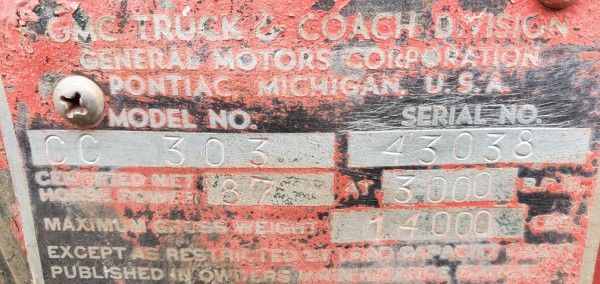 GMC TRUCK & COACH DIVISION
GENERAL MOTORS CORPORATION
PONTIAC, MICHIGAN, U.S.A.
MODEL NO. SERIAL NO.
CC 303 43038
CERTIFIED NET
HORSE POWER 87 AT 3000 R.P.M.
MAXIMUM GROSS WEIGHT 14000
EXCEPT AS RESTRICTED BY LOAD CAPACITY
PUBLISHED IN OWNERS MAINTENANCE